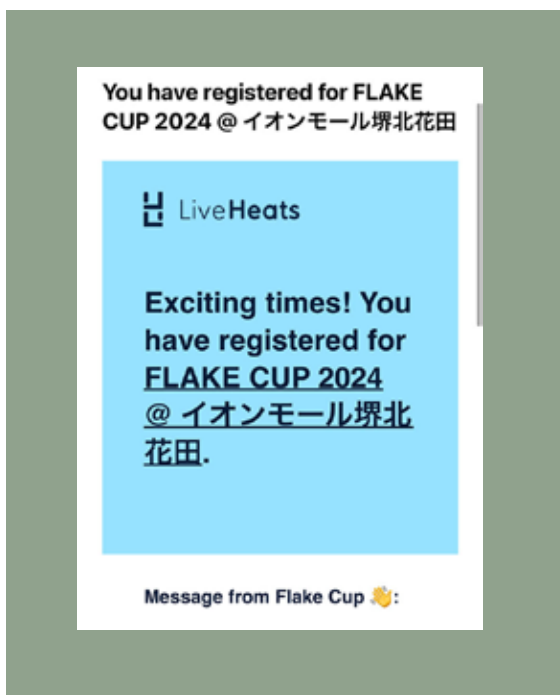 You have registered for FLAKE
CUP 2024 @ イオンモール堺北花田
LiveHeats
Exciting times! You
have registered for
FLAKE CUP 2024
@ イオンモール堺北
花田.
Message from Flake Cup 👏: